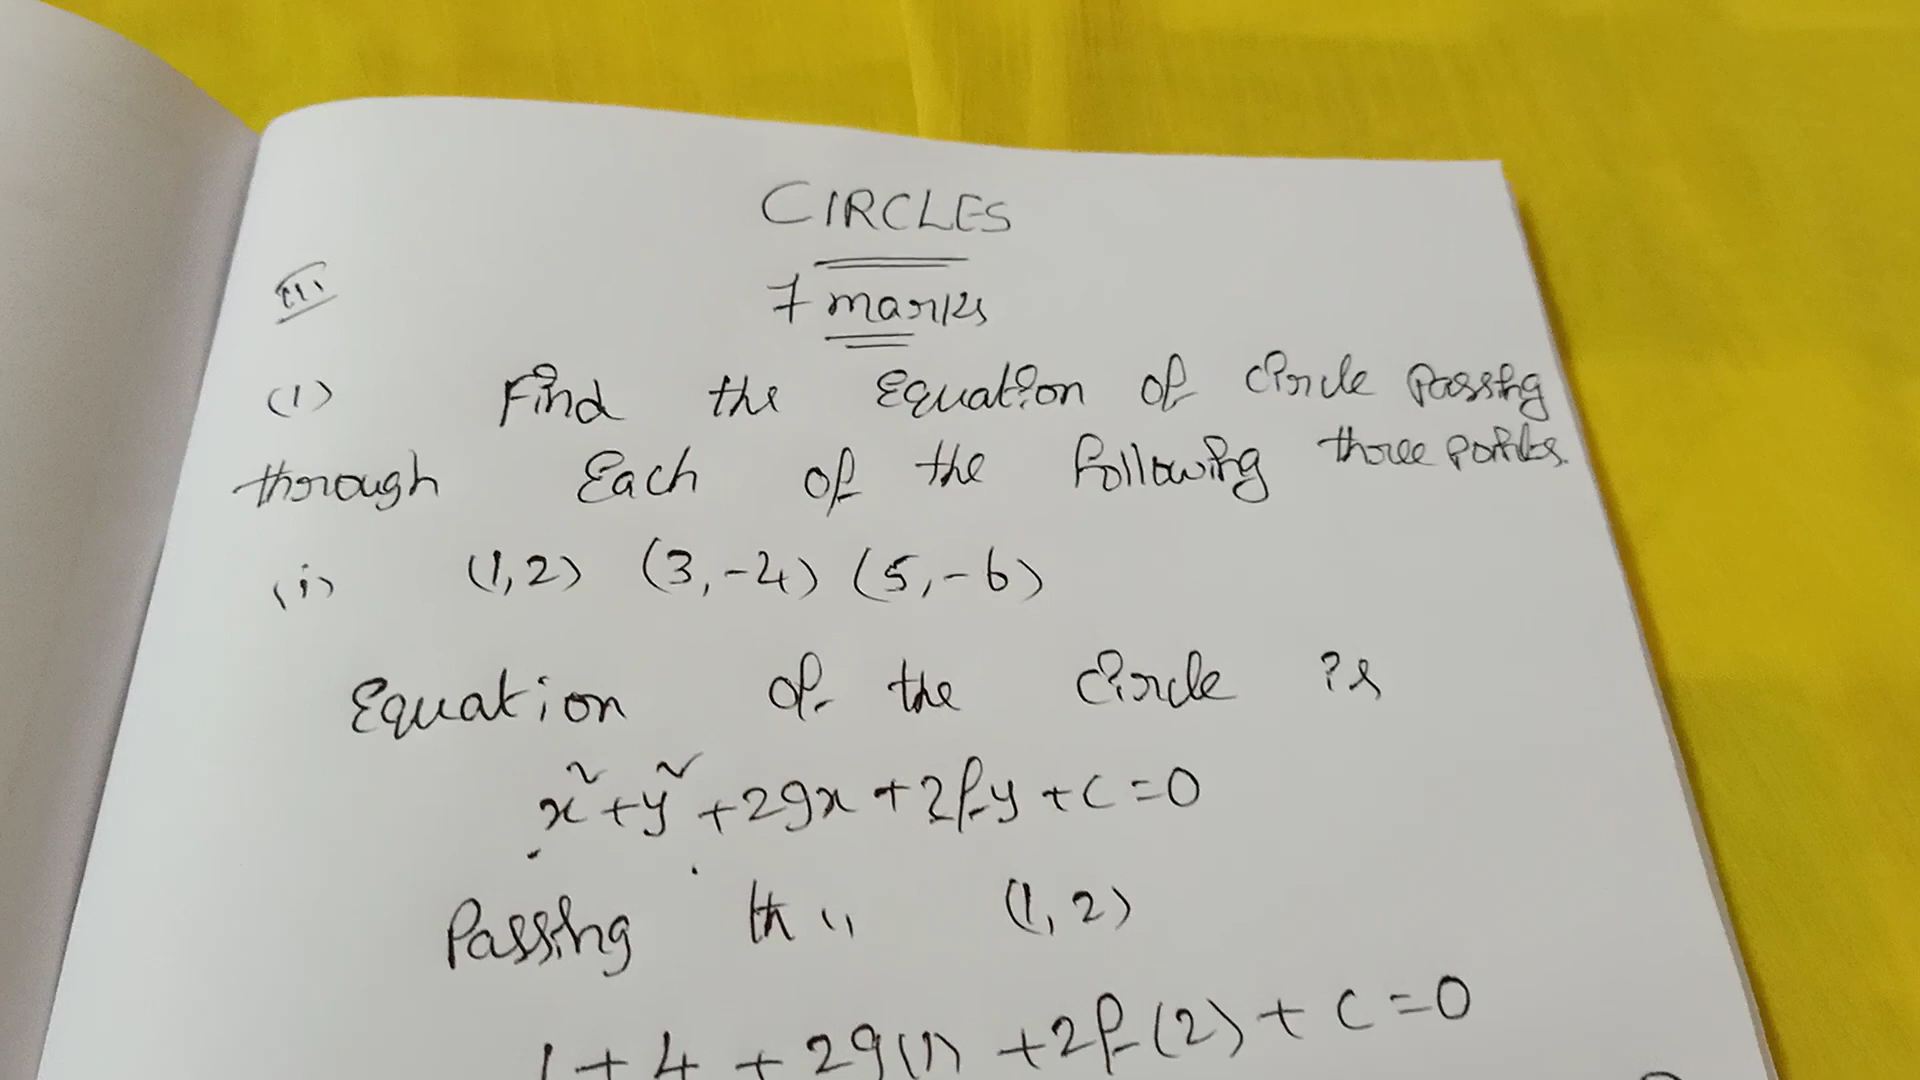 CIRCLES
7 marks
III.
(1) Find the Equation of circle Passing
through Each of the following three points.
(i) (1,2) (3,-4) (5,-6)
Equation of the circle is
x²+y²+2gx+2fy+c=0
Passing th (1,2)
1+4+2g(1)+2f(2)+c=0